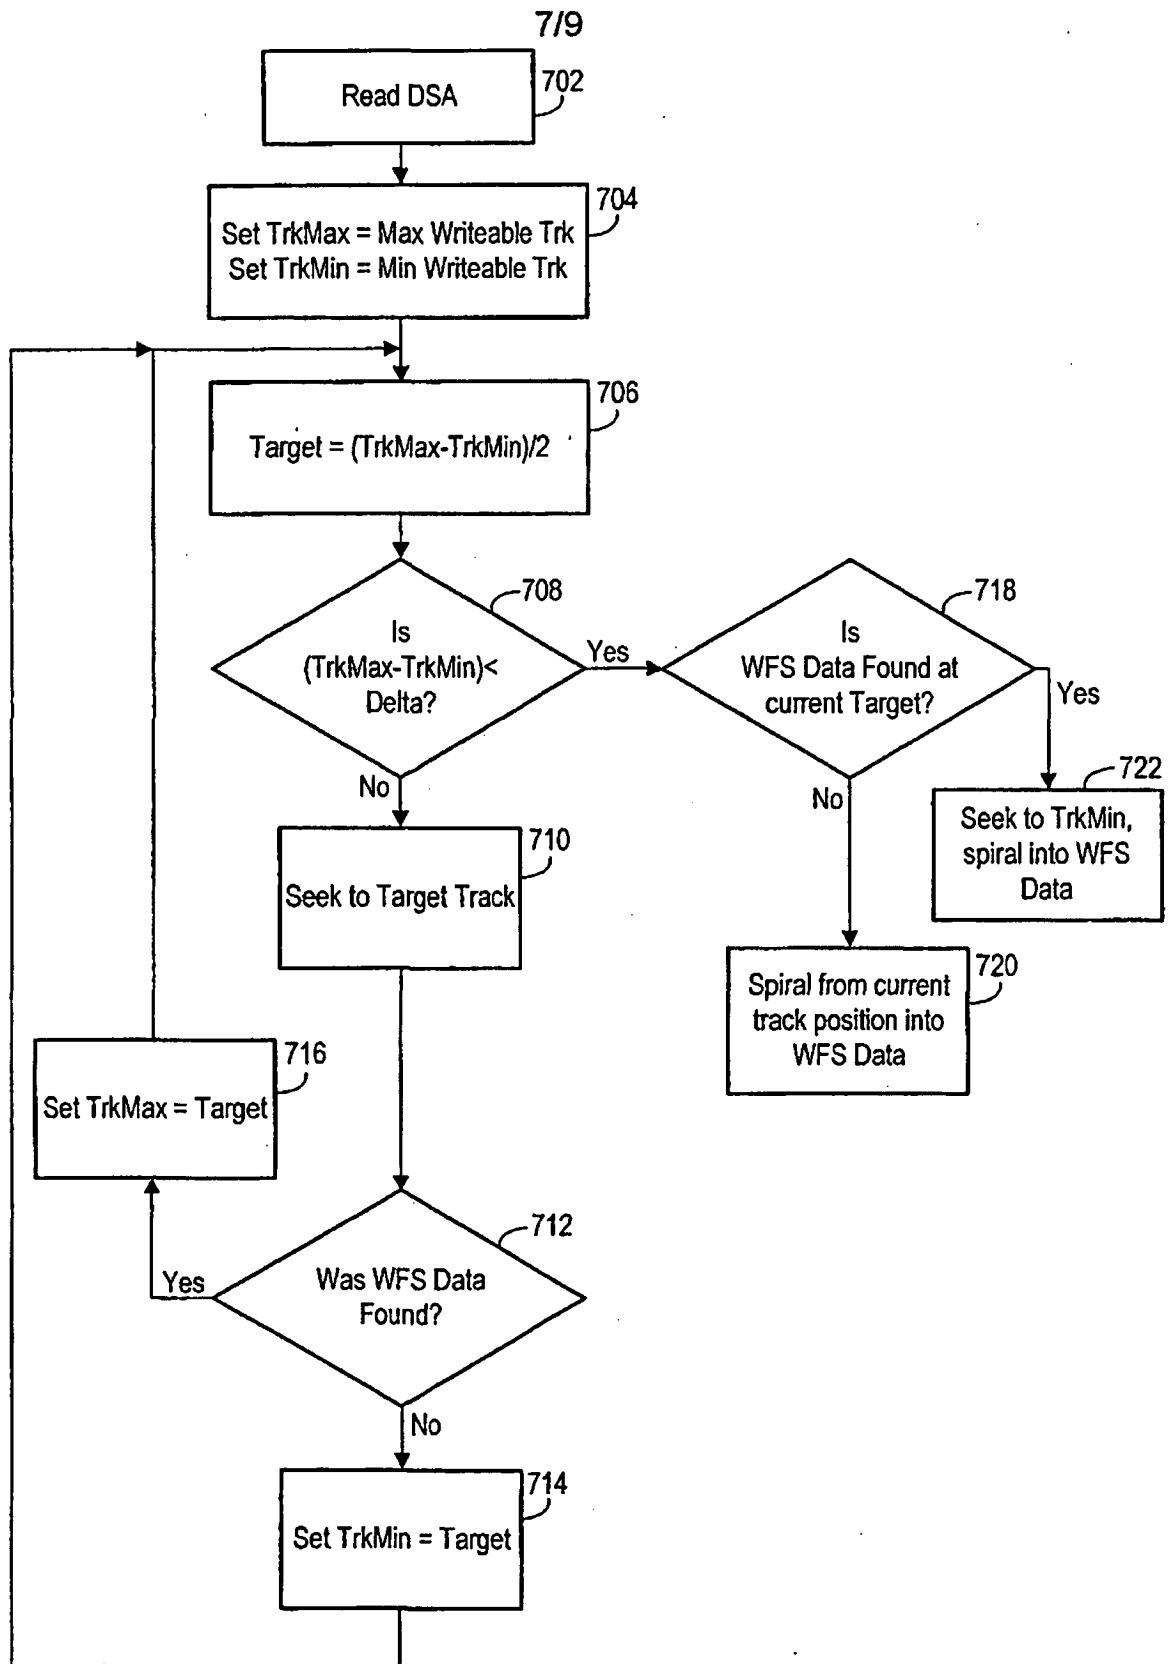 7/9
Read DSA
702
704
Set TrkMax = Max Writeable Trk
Set TrkMin = Min Writeable Trk
706
Target = (TrkMax-TrkMin)/2
708
Is
(TrkMax-TrkMin)<
Delta?
Yes
718
Is
WFS Data Found at
current Target?
Yes
No
722
Seek to TrkMin,
spiral into WFS
Data
No
710
Seek to Target Track
720
Spiral from current
track position into
WFS Data
716
Set TrkMax = Target
712
Was WFS Data
Found?
Yes
No
714
Set TrkMin = Target